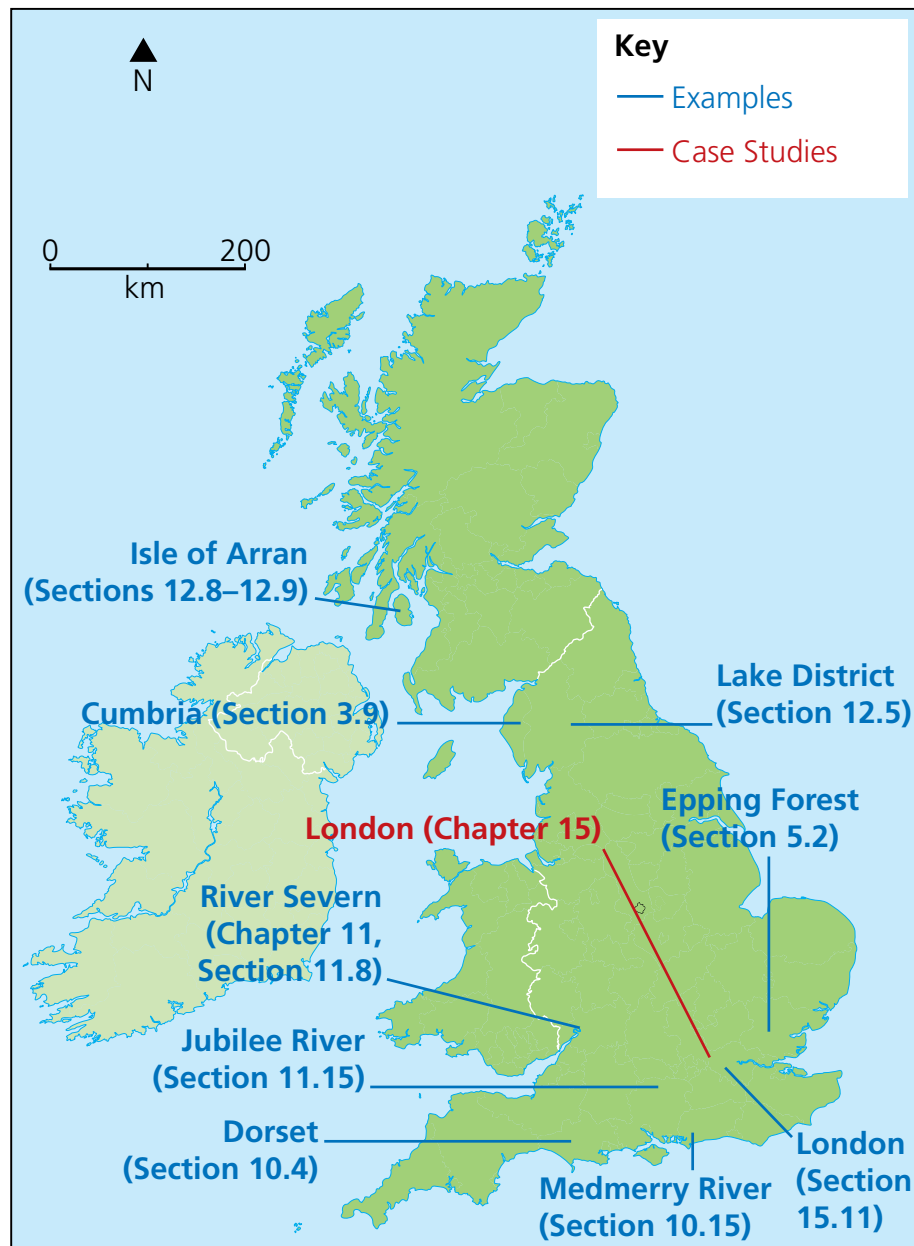 N
Key
Examples
Case Studies
0 200
km
Isle of Arran
(Sections 12.8–12.9)
Lake District
(Section 12.5)
Cumbria (Section 3.9)
Epping Forest
(Section 5.2)
London (Chapter 15)
River Severn
(Chapter 11,
Section 11.8)
Jubilee River
(Section 11.15)
Dorset
(Section 10.4)
Medmerry River
(Section 10.15)
London
(Section
15.11)